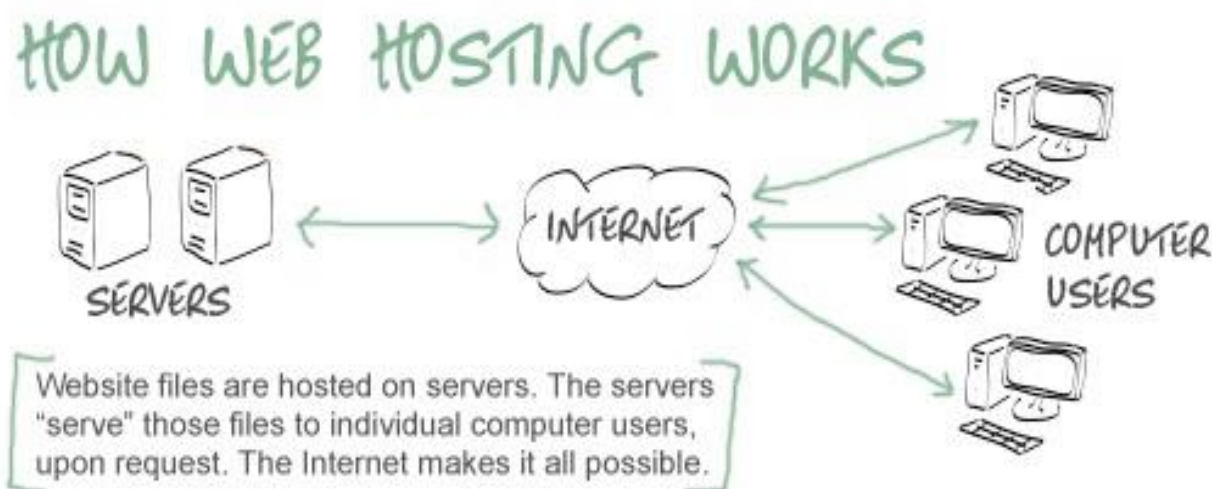 HOW WEB HOSTING WORKS
SERVERS
INTERNET
COMPUTER
USERS
Website files are hosted on servers. The servers
“serve” those files to individual computer users,
upon request. The Internet makes it all possible.